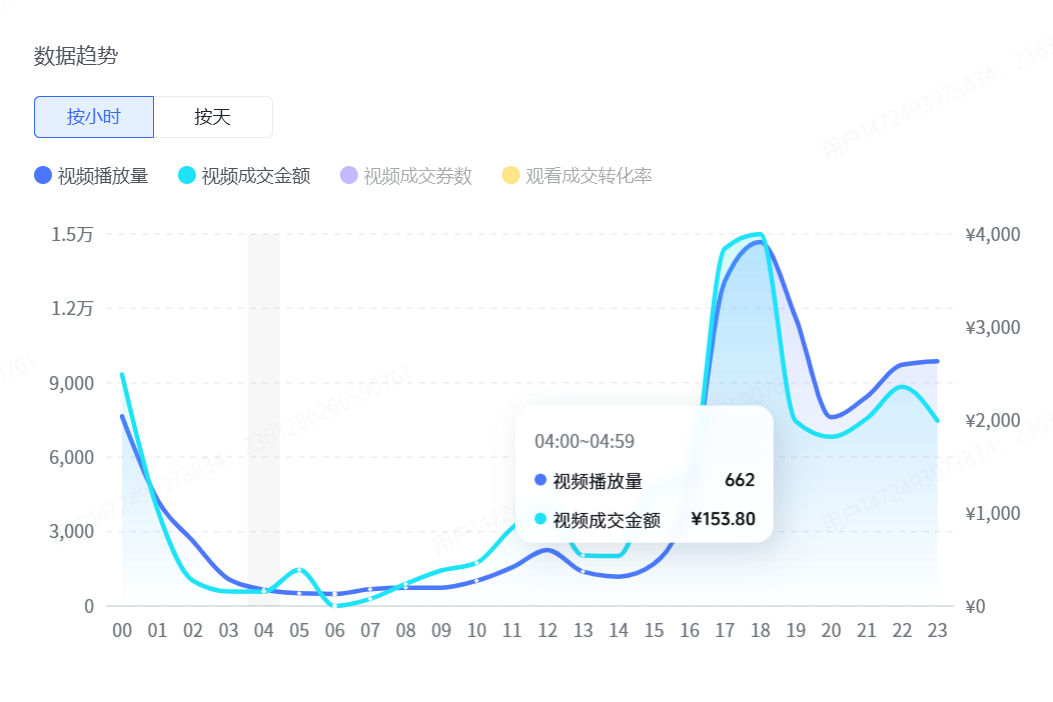 数据趋势
按小时 按天
视频播放量 视频成交金额 视频成交券数 观看成交转化率
1.5万 ¥4,000
1.2万 ¥3,000
9,000
6,000 ¥2,000
3,000 ¥1,000
0 ¥0
04:00~04:59
视频播放量 662
视频成交金额 ¥153.80
00 01 02 03 04 05 06 07 08 09 10 11 12 13 14 15 16 17 18 19 20 21 22 23